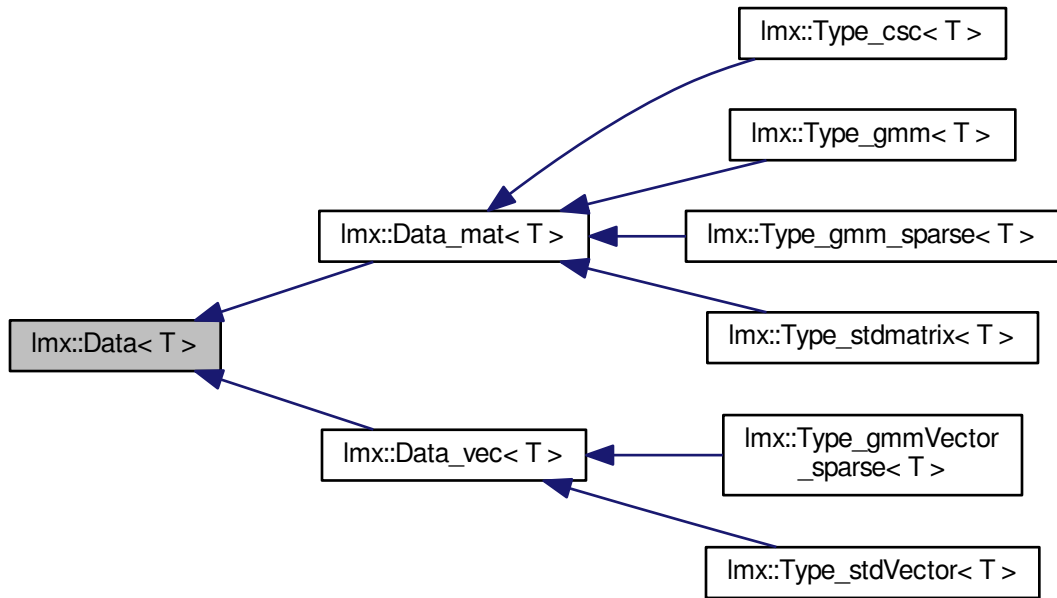 lmx::Type_csc< T >
lmx::Type_gmm< T >
lmx::Data_mat< T >
lmx::Type_gmm_sparse< T >
lmx::Type_stdmatrix< T >
lmx::Data< T >
lmx::Data_vec< T >
lmx::Type_gmmVector
_sparse< T >
lmx::Type_stdVector< T >